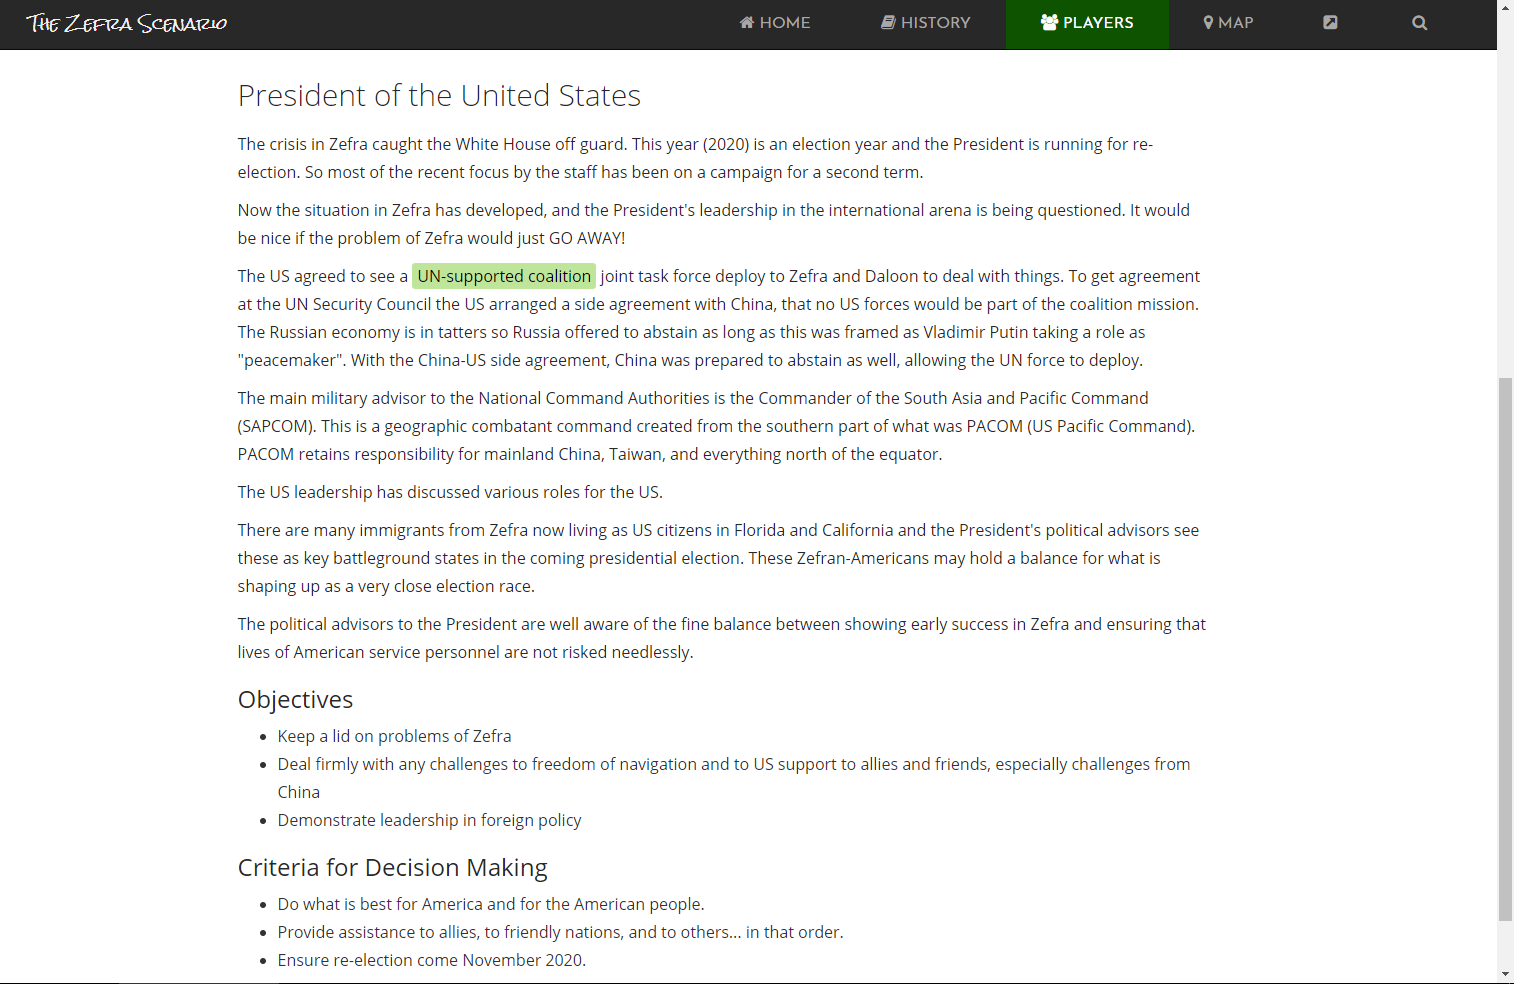 The Zefra Scenario
HOME
HISTORY
PLAYERS
MAP
President of the United States
The crisis in Zefra caught the White House off guard. This year (2020) is an election year and the President is running for re-
election. So most of the recent focus by the staff has been on a campaign for a second term.
Now the situation in Zefra has developed, and the President's leadership in the international arena is being questioned. It would
be nice if the problem of Zefra would just GO AWAY!
The US agreed to see a UN-supported coalition joint task force deploy to Zefra and Daloon to deal with things. To get agreement
at the UN Security Council the US arranged a side agreement with China, that no US forces would be part of the coalition mission.
The Russian economy is in tatters so Russia offered to abstain as long as this was framed as Vladimir Putin taking a role as
"peacemaker". With the China-US side agreement, China was prepared to abstain as well, allowing the UN force to deploy.
The main military advisor to the National Command Authorities is the Commander of the South Asia and Pacific Command
(SAPCOM). This is a geographic combatant command created from the southern part of what was PACOM (US Pacific Command).
PACOM retains responsibility for mainland China, Taiwan, and everything north of the equator.
The US leadership has discussed various roles for the US.
There are many immigrants from Zefra now living as US citizens in Florida and California and the President's political advisors see
these as key battleground states in the coming presidential election. These Zefran-Americans may hold a balance for what is
shaping up as a very close election race.
The political advisors to the President are well aware of the fine balance between showing early success in Zefra and ensuring that
lives of American service personnel are not risked needlessly.
Objectives
• Keep a lid on problems of Zefra
• Deal firmly with any challenges to freedom of navigation and to US support to allies and friends, especially challenges from
China
• Demonstrate leadership in foreign policy
Criteria for Decision Making
• Do what is best for America and for the American people.
• Provide assistance to allies, to friendly nations, and to others... in that order.
• Ensure re-election come November 2020.